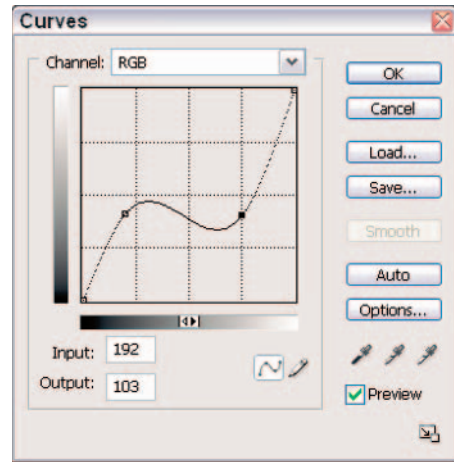 Curves
Channel: RGB
OK
Cancel
Load...
Save...
Smooth
Auto
Options...
Input: 192
Output: 103
Preview